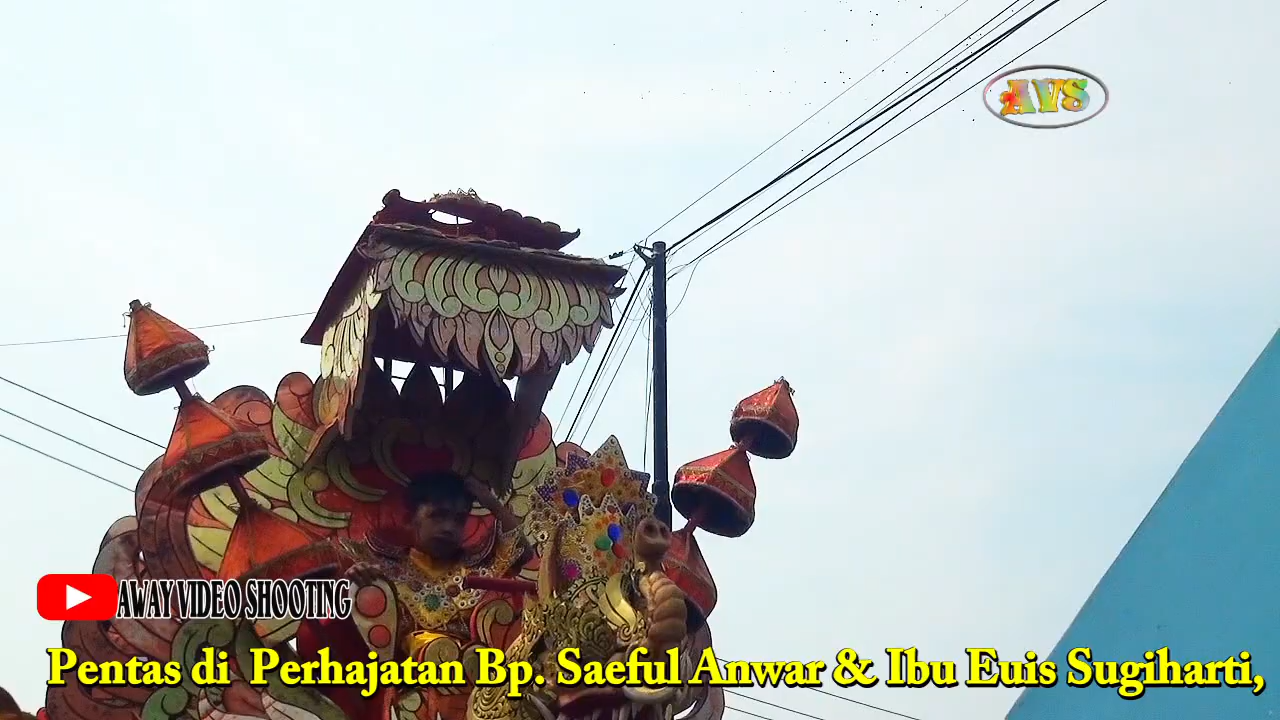 AVS
AWAY VIDEO SHOOTING
Pentas di Perhajatan Bp. Saeful Anwar & Ibu Euis Sugiharti,